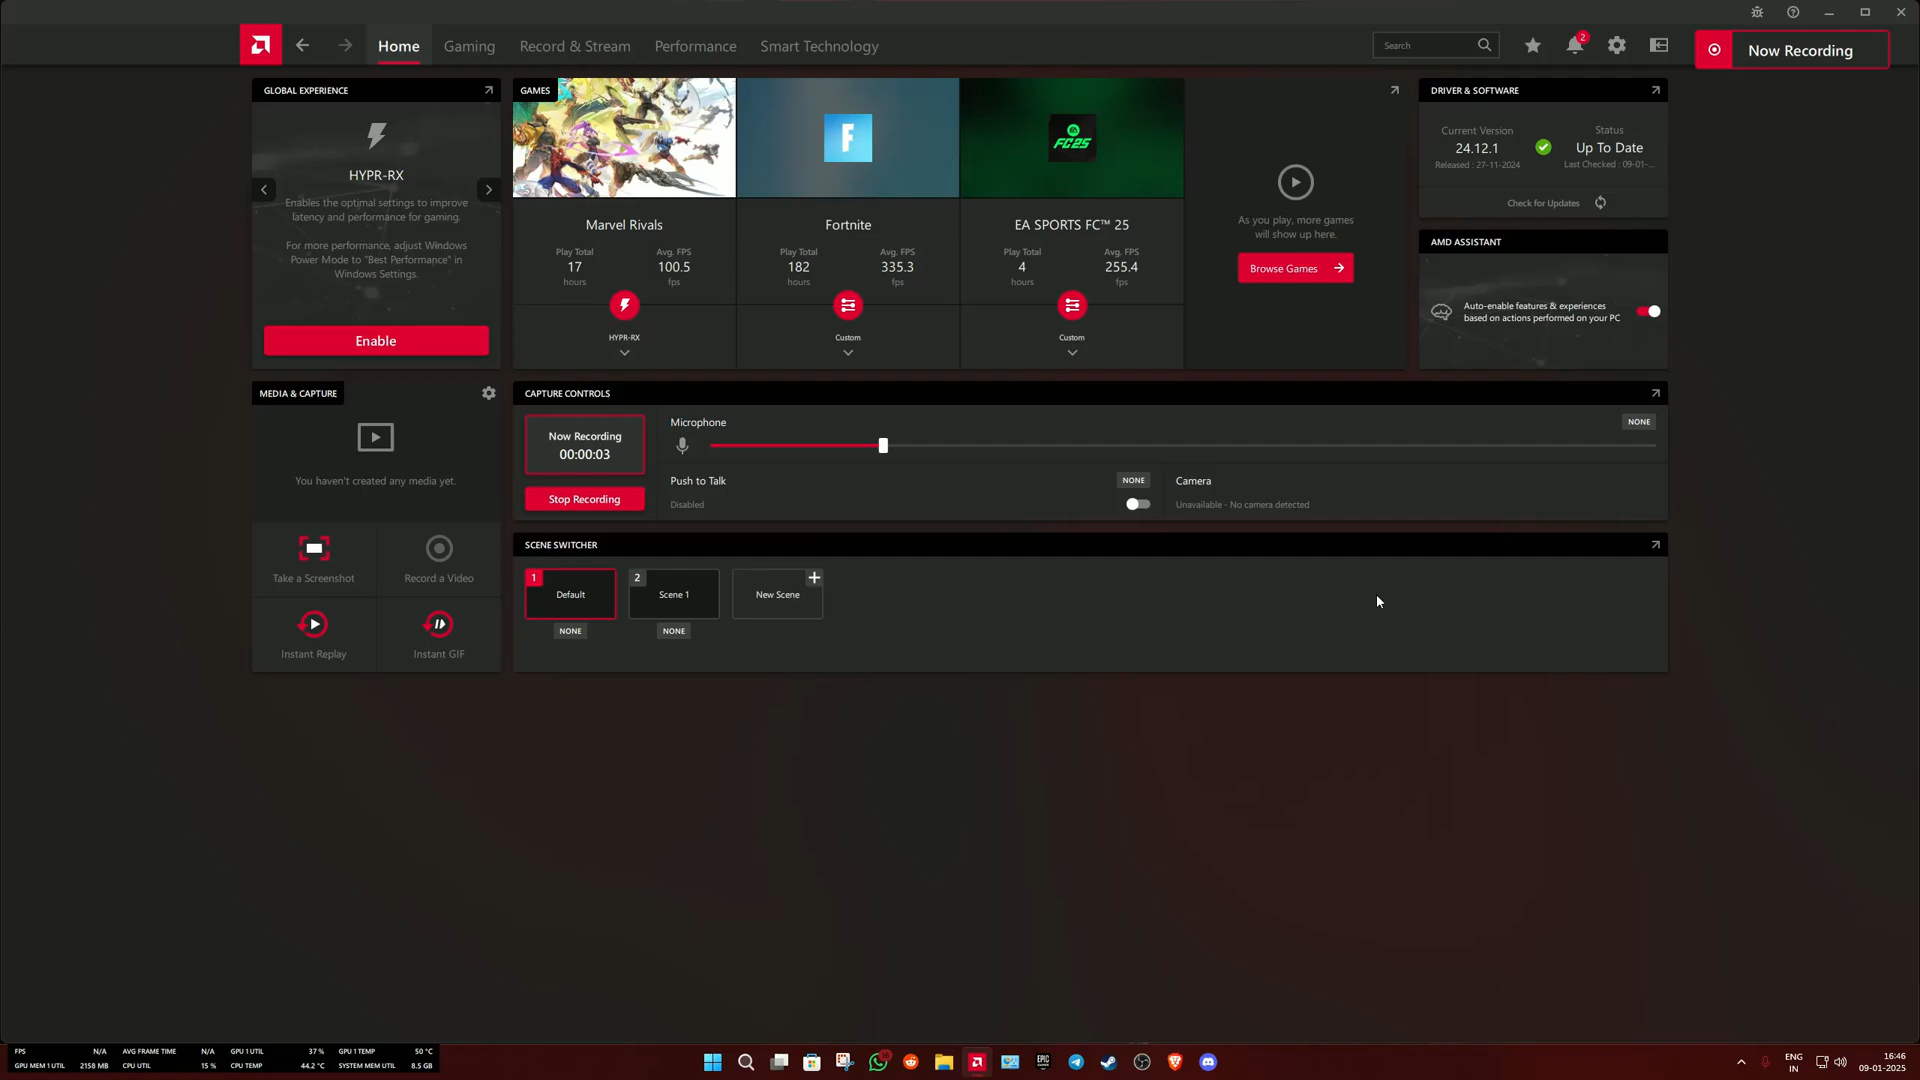 Home
Gaming
Record & Stream
Performance
Smart Technology
Search
2
Now Recording
GLOBAL EXPERIENCE
HYPR-RX
Enables the optimal settings to improve
latency and performance for gaming.
For more performance, adjust Windows
Power Mode to "Best Performance" in
Windows Settings.
Enable
GAMES
F
FC25
Marvel Rivals
Play Total
17
hours
Avg. FPS
100.5
fps
HYPR-RX
Fortnite
Play Total
182
hours
Avg. FPS
335.3
fps
Custom
EA SPORTS FC™ 25
Play Total
4
hours
Avg. FPS
255.4
fps
Custom
As you play, more games
will show up here.
Browse Games
DRIVER & SOFTWARE
Current Version
24.12.1
Released : 27-11-2024
Status
Up To Date
Last Checked : 09-01-...
Check for Updates
AMD ASSISTANT
Auto-enable features & experiences
based on actions performed on your PC
MEDIA & CAPTURE
You haven't created any media yet.
Take a Screenshot
Record a Video
Instant Replay
Instant GIF
CAPTURE CONTROLS
Now Recording
00:00:03
Stop Recording
Microphone
NONE
Push to Talk
NONE
Disabled
Camera
Unavailable - No camera detected
SCENE SWITCHER
1
Default
NONE
2
Scene 1
NONE
New Scene
FPS N/A AVG FRAME TIME N/A GPU 1 UTIL 37 % GPU 1 TEMP 50 °C
GPU MEM 1 UTIL 2158 MB CPU UTIL 15 % CPU TEMP 44.2 °C SYSTEM MEM UTIL 8.5 GB
EPIC
ENG
IN
16:46
09-01-2025